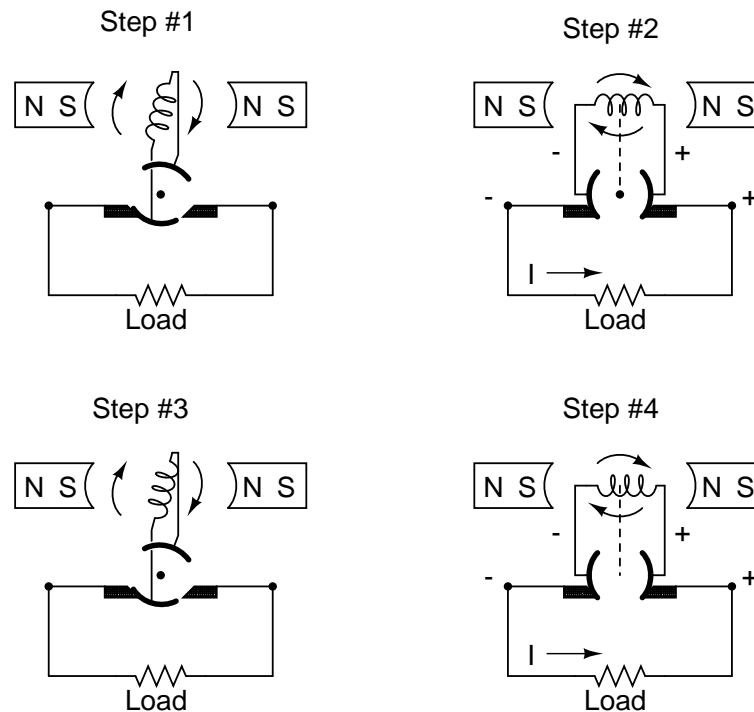 Step #1
N S
N S
Load
Step #2
N S
N S
- +
- +
I
Load
Step #3
N S
N S
Load
Step #4
N S
N S
- +
- +
I
Load